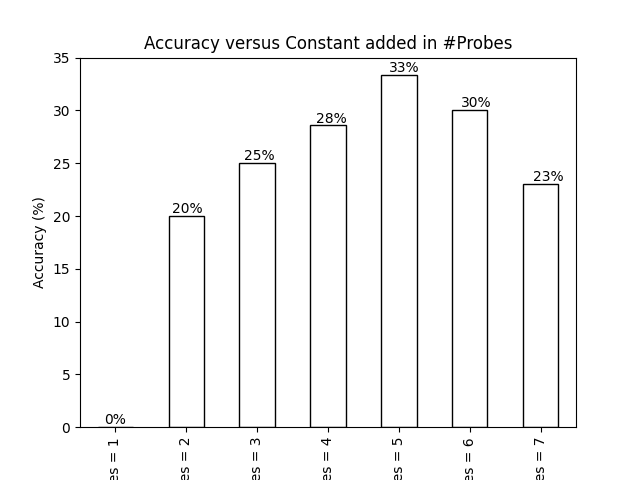 Accuracy versus Constant added in #Probes
Accuracy (%)
35
30
25
20
15
10
5
0
0%
20%
25%
28%
33%
30%
23%
es = 1
es = 2
es = 3
es = 4
es = 5
es = 6
es = 7